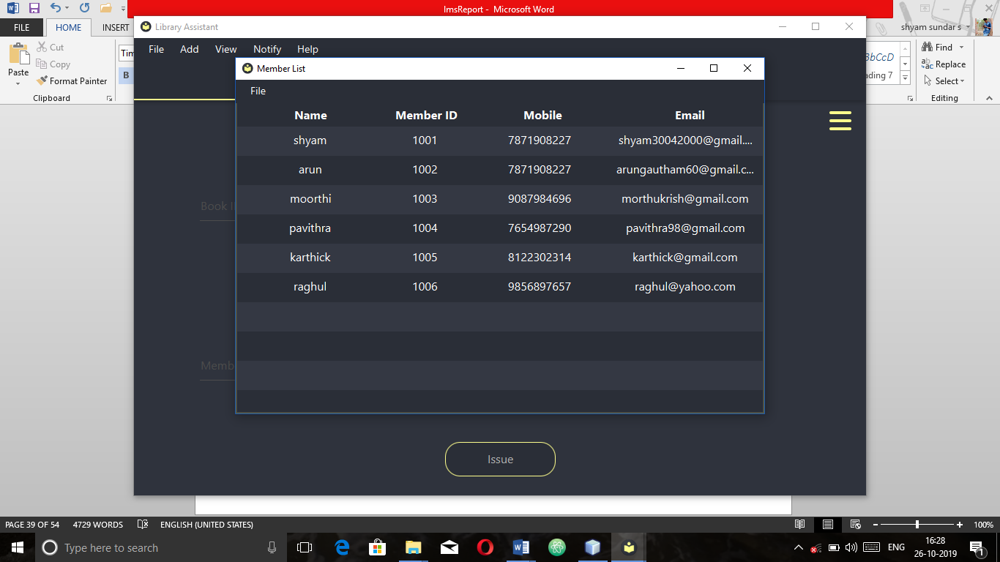 lmsReport - Microsoft Word
FILE HOME INSERT
shyam sundar s
Paste
Cut
Copy
Format Painter
Clipboard
B
Find
Replace
Select
Editing
Library Assistant
File Add View Notify Help
Member List
File
Name Member ID Mobile Email
shyam 1001 7871908227 shyam30042000@gmail....
arun 1002 7871908227 arungautham60@gmail.c...
moorthi 1003 9087984696 morthukrish@gmail.com
pavithra 1004 7654987290 pavithra98@gmail.com
karthick 1005 8122302314 karthick@gmail.com
raghul 1006 9856897657 raghul@yahoo.com
Book I
Memb
Issue
PAGE 39 OF 54 4729 WORDS ENGLISH (UNITED STATES) 100%
Type here to search
ENG 16:28
26-10-2019
1